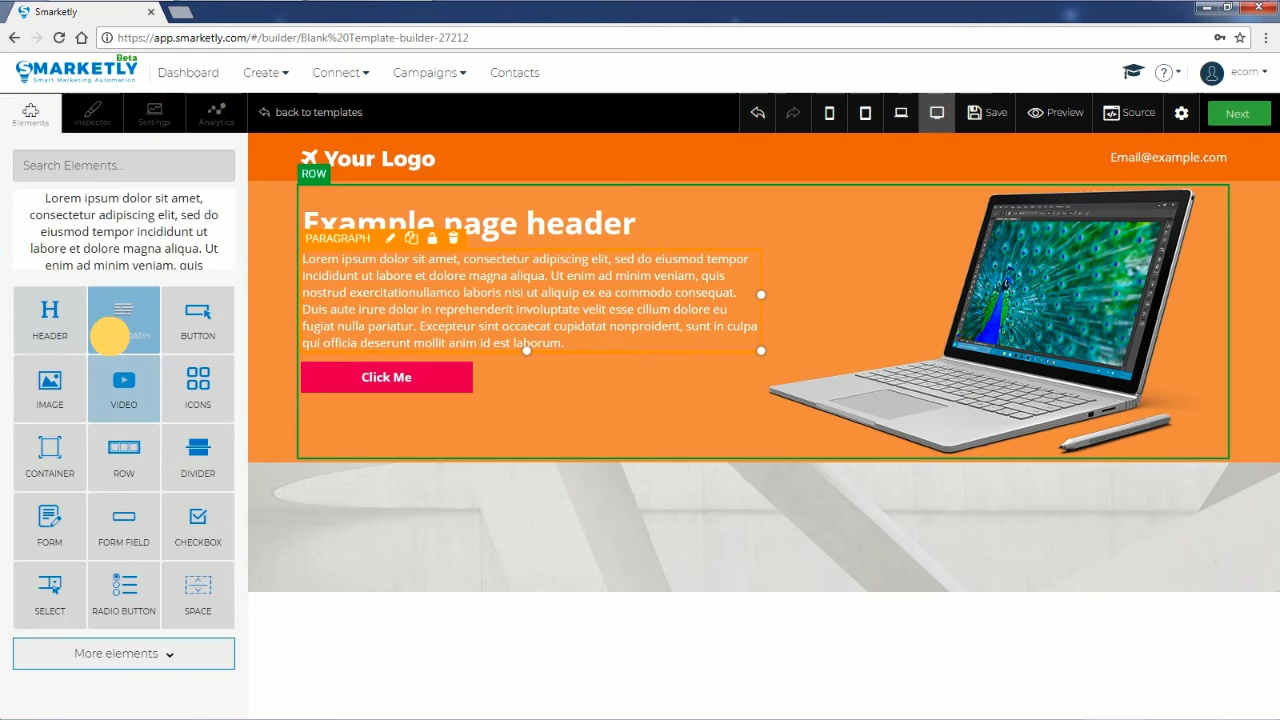 Smarketly
https://app.smarketly.com/#/builder/Blank%20Template-builder-27212
SMARKETLY
Beta
Smart Marketing Automation
Dashboard
Create
Connect
Campaigns
Contacts
?
ecom
Elements
Inspector
Settings
Analytics
back to templates
Save
Preview
Source
Next
Search Elements...
Lorem ipsum dolor sit amet,
consectetur adipiscing elit, sed do
eiusmod tempor incididunt ut
labore et dolore magna aliqua. Ut
enim ad minim veniam, quis
HEADER
BUTTON
IMAGE
VIDEO
ICONS
CONTAINER
ROW
DIVIDER
FORM
FORM FIELD
CHECKBOX
SELECT
RADIO BUTTON
SPACE
More elements
Your Logo
Email@example.com
ROW
Example page header
PARAGRAPH
Lorem ipsum dolor sit amet, consectetur adipiscing elit, sed do eiusmod tempor
incididunt ut labore et dolore magna aliqua. Ut enim ad minim veniam, quis
nostrud exercitationullamco laboris nisi ut aliquip ex ea commodo consequat.
Duis aute irure dolor in reprehenderit involuptate velit esse cillum dolore eu
fugiat nulla pariatur. Excepteur sint occaecat cupidatat nonproident, sunt in culpa
qui officia deserunt mollit anim id est laborum.
Click Me